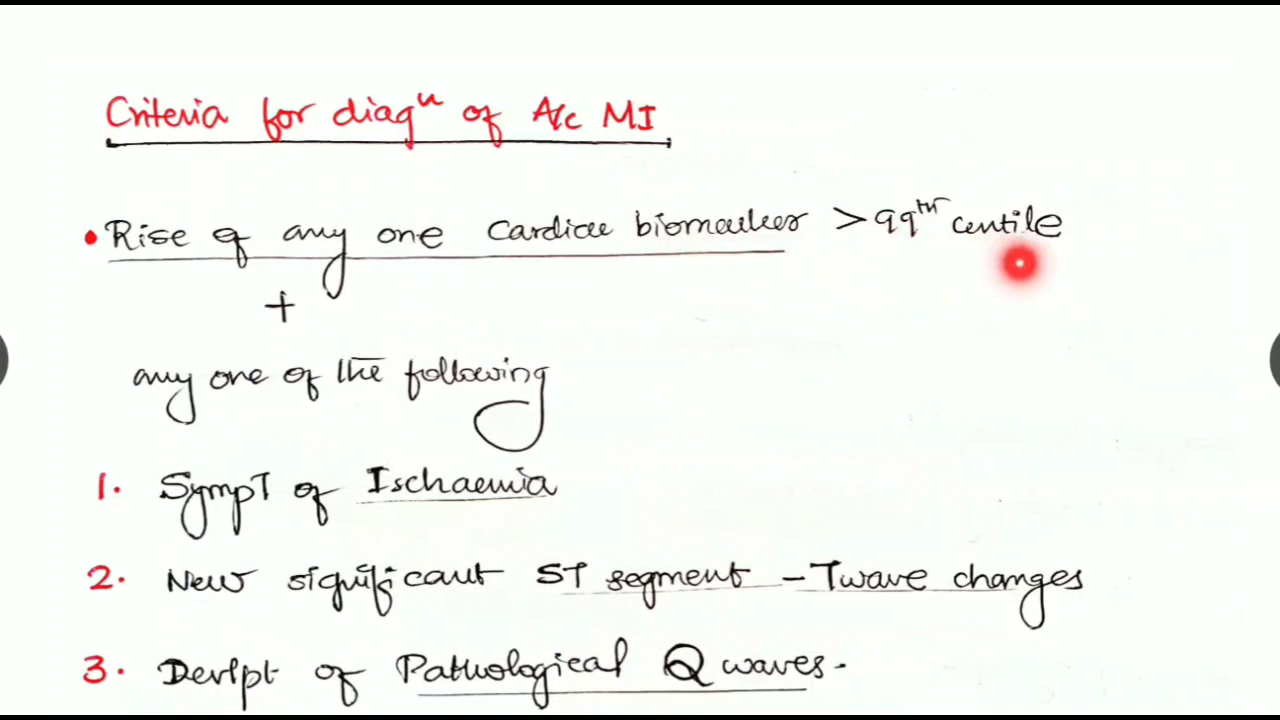 Criteria for diagⁿ of A/c MI
• Rise of any one cardiac biomarker > 99th centile
+
any one of the following
1. Sympt of Ischaemia
2. New significant ST segment - T wave changes
3. Devlpt of Pathological Q waves.